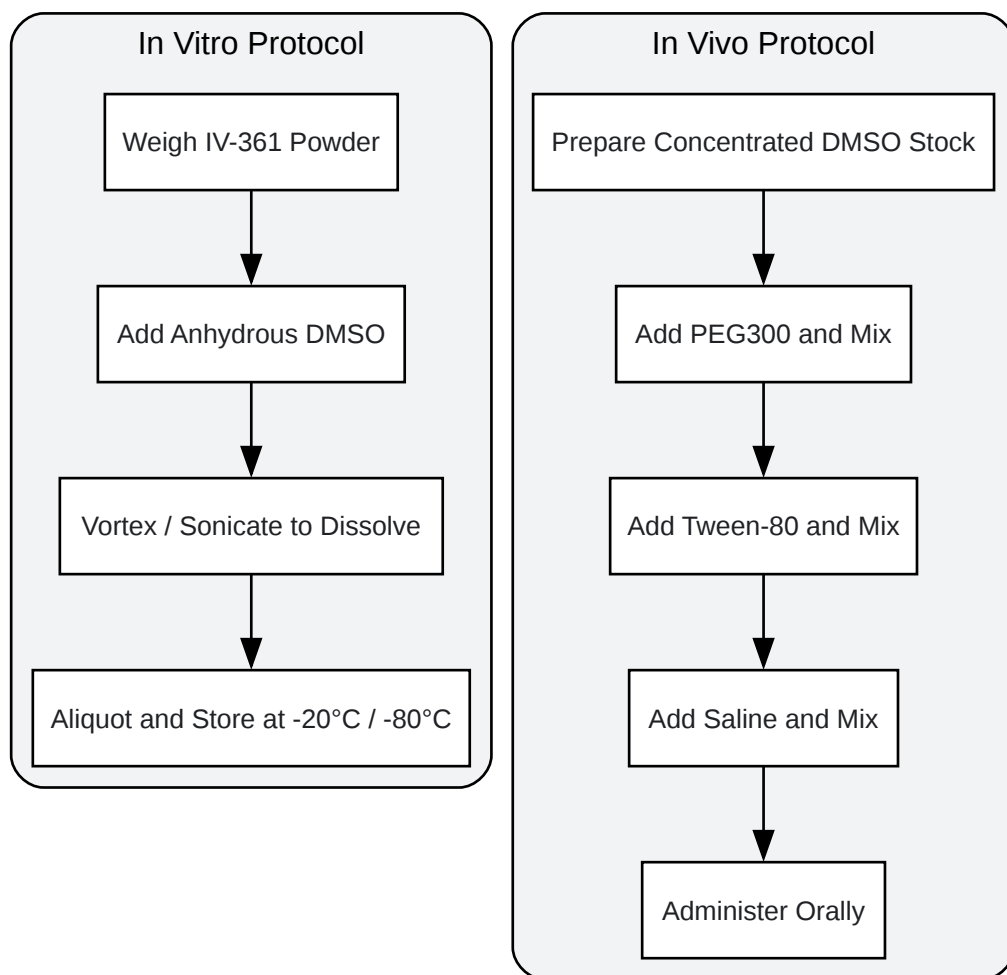 In Vitro Protocol
Weigh IV-361 Powder
Add Anhydrous DMSO
Vortex / Sonicate to Dissolve
Aliquot and Store at -20°C / -80°C
In Vivo Protocol
Prepare Concentrated DMSO Stock
Add PEG300 and Mix
Add Tween-80 and Mix
Add Saline and Mix
Administer Orally